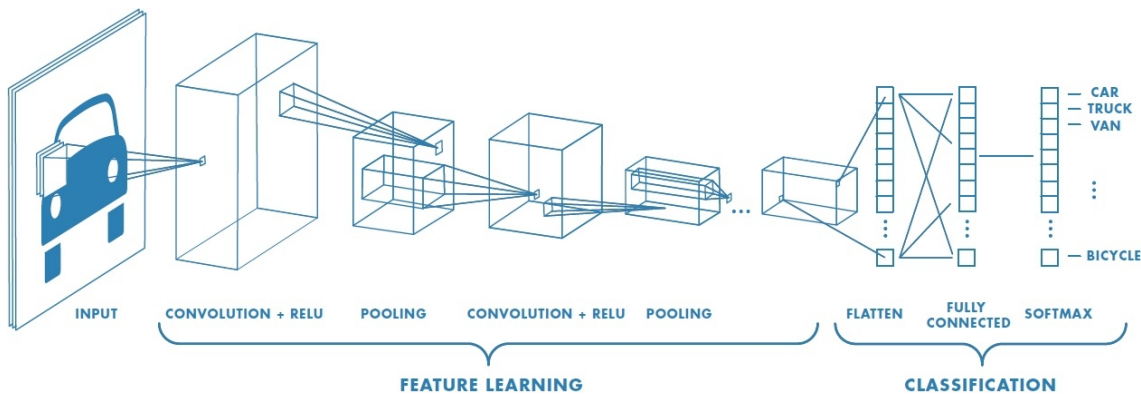 CAR
TRUCK
VAN
BICYCLE
INPUT
CONVOLUTION + RELU
POOLING
CONVOLUTION + RELU
POOLING
FLATTEN
FULLY
CONNECTED
SOFTMAX
FEATURE LEARNING
CLASSIFICATION